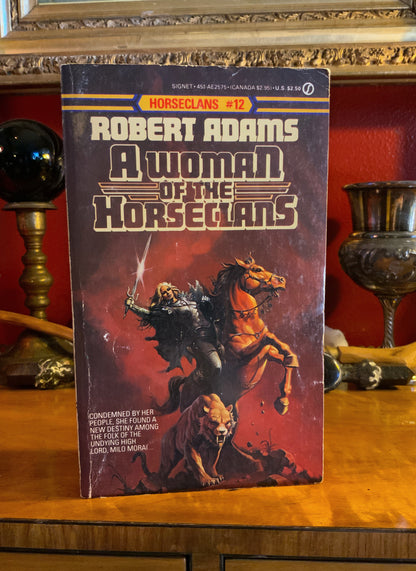 SIGNET • 451-AE2575 • (CANADA $2.95) • U.S. $2.50
HORSECLANS #12
ROBERT ADAMS
A WOMAN
OF THE
HORSECLANS
CONDEMNED BY HER
PEOPLE, SHE FOUND A
NEW DESTINY AMONG
THE FOLK OF THE
UNDYING HIGH
LORD, MILO MORAI...